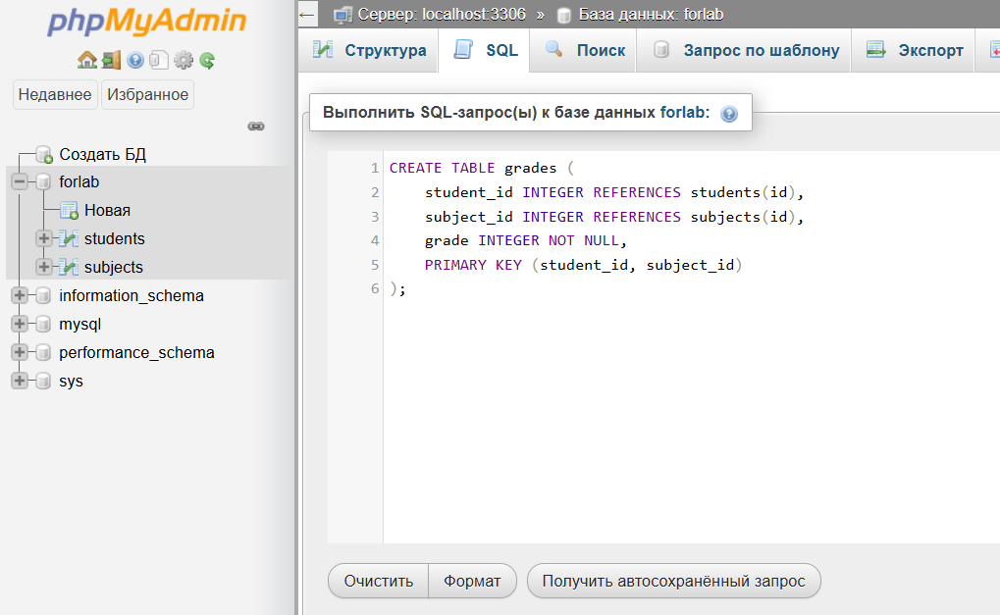 phpMyAdmin
Недавнее Избранное
Создать БД
forlab
Новая
students
subjects
information_schema
mysql
performance_schema
sys
← Сервер: localhost:3306 » База данных: forlab
Структура SQL Поиск Запрос по шаблону Экспорт
Выполнить SQL-запрос(ы) к базе данных forlab:
1 CREATE TABLE grades (
2 student_id INTEGER REFERENCES students(id),
3 subject_id INTEGER REFERENCES subjects(id),
4 grade INTEGER NOT NULL,
5 PRIMARY KEY (student_id, subject_id)
6 );
Очистить Формат Получить автосохранённый запрос